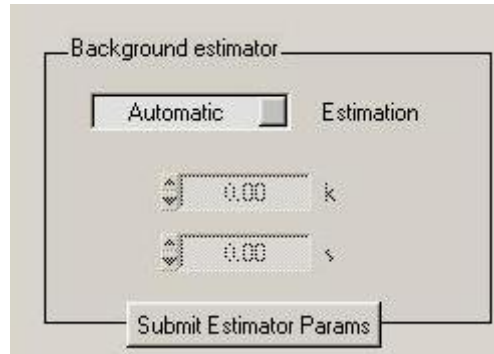 Background estimator
Automatic Estimation
0.00 k
0.00 s
Submit Estimator Params